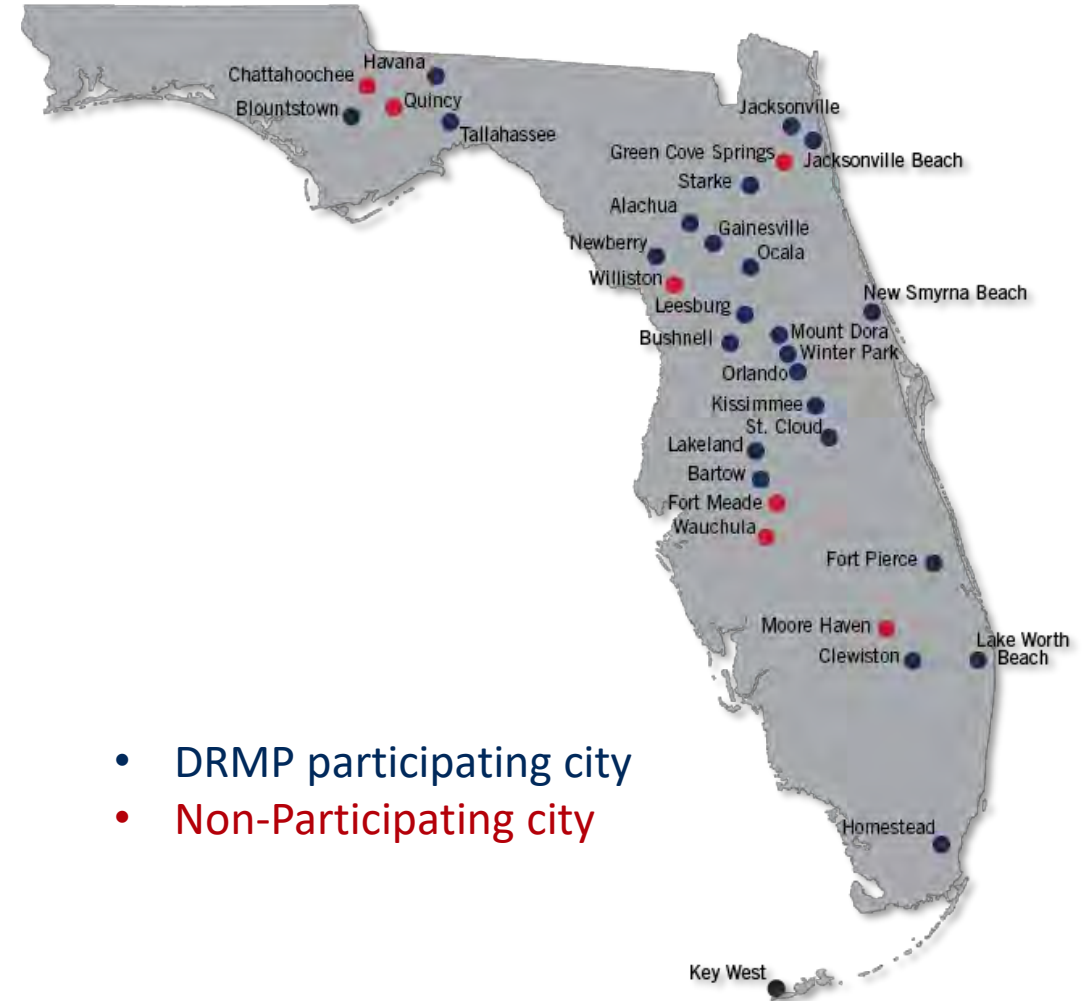 Havana
Chattahoochee
Quincy
Blountstown
Tallahassee
Jacksonville
Green Cove Springs
Jacksonville Beach
Starke
Alachua
Gainesville
Newberry
Ocala
Williston
New Smyrna Beach
Leesburg
Mount Dora
Bushnell
Winter Park
Orlando
Kissimmee
St. Cloud
Lakeland
Bartow
Fort Meade
Wauchula
Fort Pierce
Moore Haven
Lake Worth
Beach
Clewiston
• DRMP participating city
• Non-Participating city
Homestead
Key West